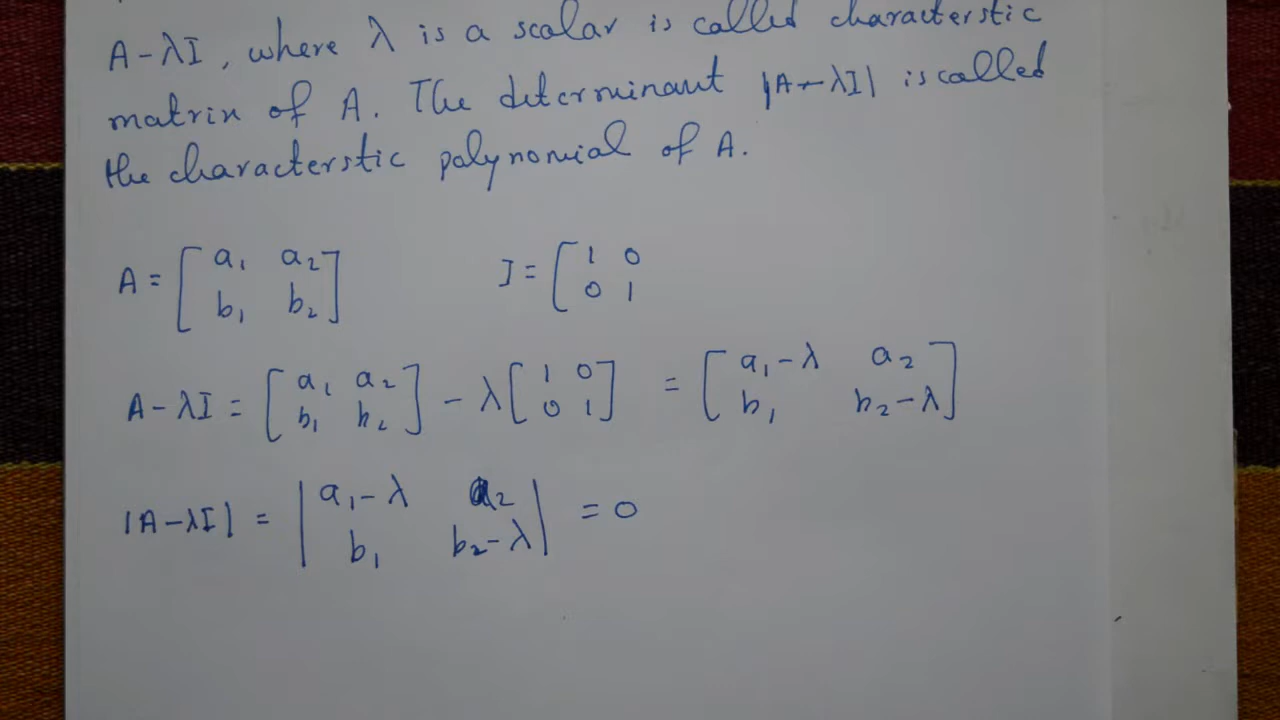 A-λI, where λ is a scalar is called characterstic
matrix of A. The determinant |A-λI| is called
the characterstic polynomial of A.
A = [a₁ a₂
b₁ b₂] I = [1 0
0 1
A-λI = [a₁ a₂
b₁ b₂] - λ[1 0
0 1] = [a₁-λ a₂
b₁ b₂-λ]
|A-λI| = |a₁-λ a₂
b₁ b₂-λ| = 0